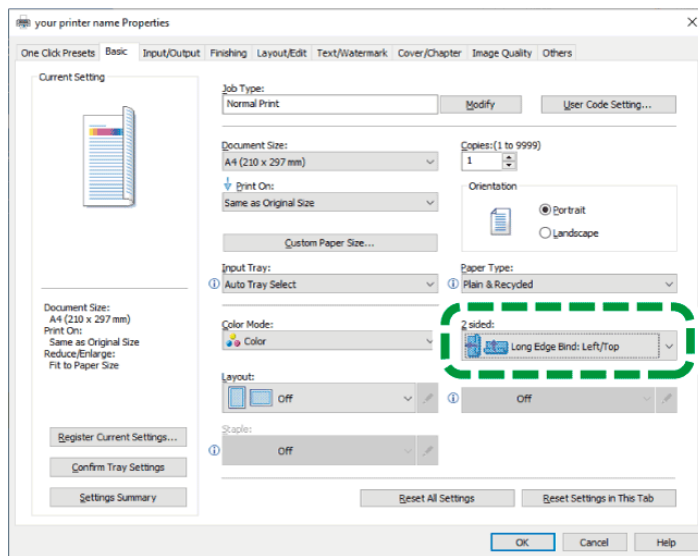 your printer name Properties
One Click Presets Basic Input/Output Finishing Layout/Edit Text/Watermark Cover/Chapter Image Quality Others
Current Setting
Job Type:
Normal Print
Modify
User Code Setting...
Document Size:
A4 (210 x 297 mm)
Copies:(1 to 9999)
1
Print On:
Same as Original Size
Orientation
Portrait
Landscape
Custom Paper Size...
Input Tray:
Auto Tray Select
Paper Type:
Plain & Recycled
Document Size:
A4 (210 x 297 mm)
Print On:
Same as Original Size
Reduce/Enlarge:
Fit to Paper Size
Color Mode:
Color
2 sided:
Long Edge Bind: Left/Top
Layout:
Off
Off
Staple:
Off
Register Current Settings...
Confirm Tray Settings
Settings Summary
Reset All Settings
Reset Settings in This Tab
OK
Cancel
Help